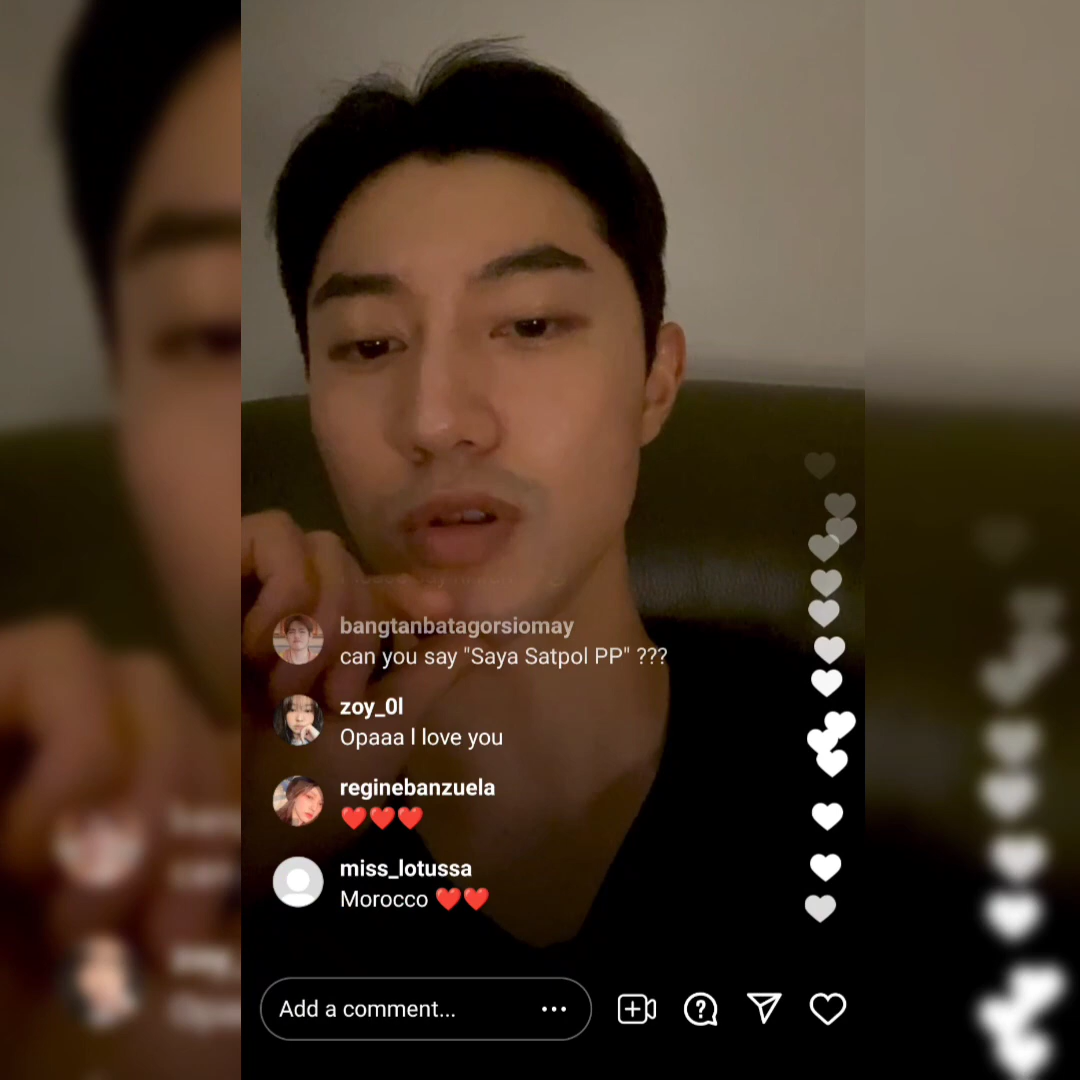 bangtanbatagorsiomay
can you say "Saya Satpol PP" ???
zoy_0l
Opaaa I love you
reginebanzuela
❤️❤️❤️
miss_lotussa
Morocco ❤️❤️
Add a comment...